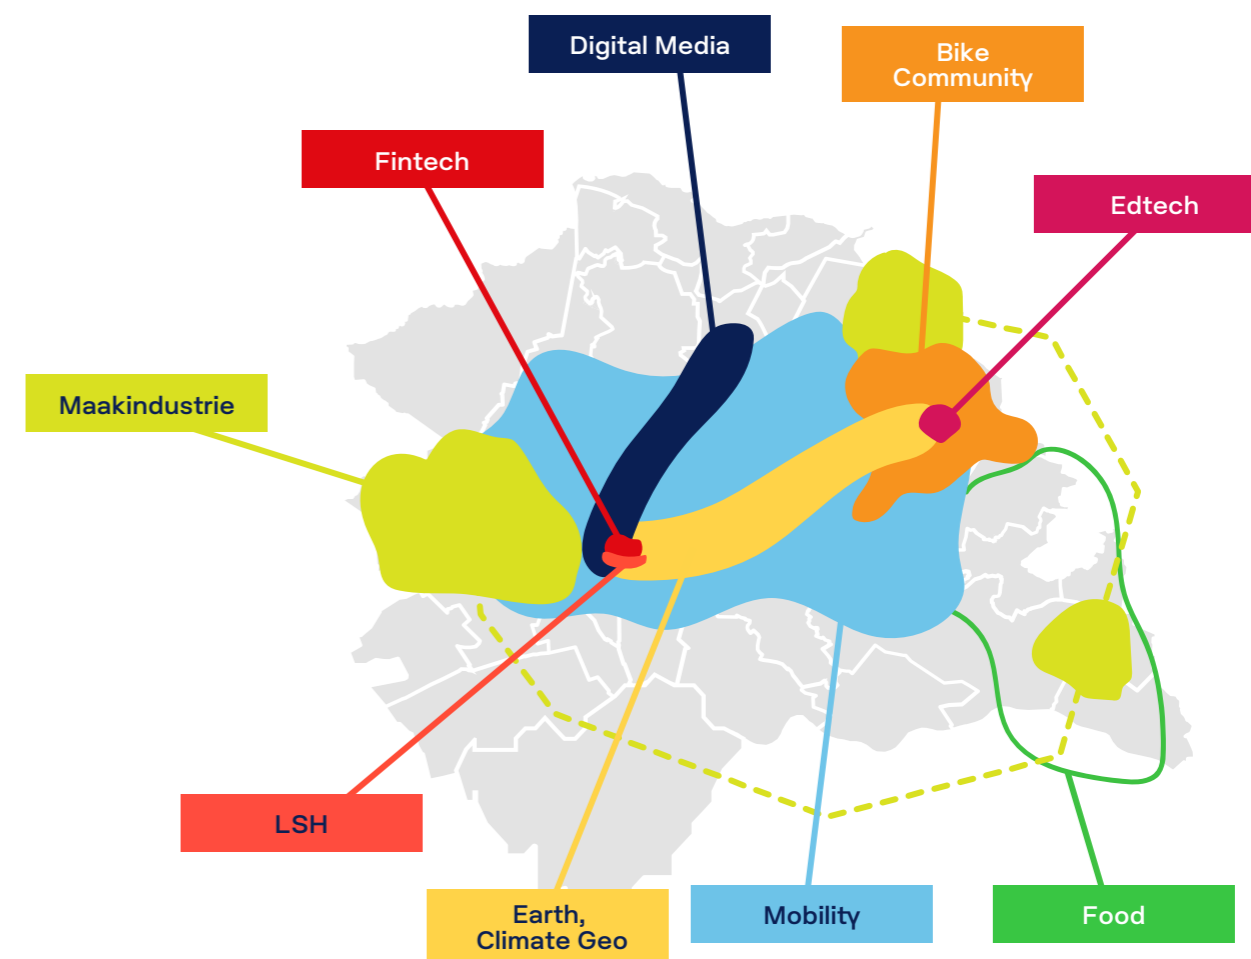 Digital Media
Bike
Community
Fintech
Edtech
Maakindustrie
LSH
Earth,
Climate Geo
Mobility
Food